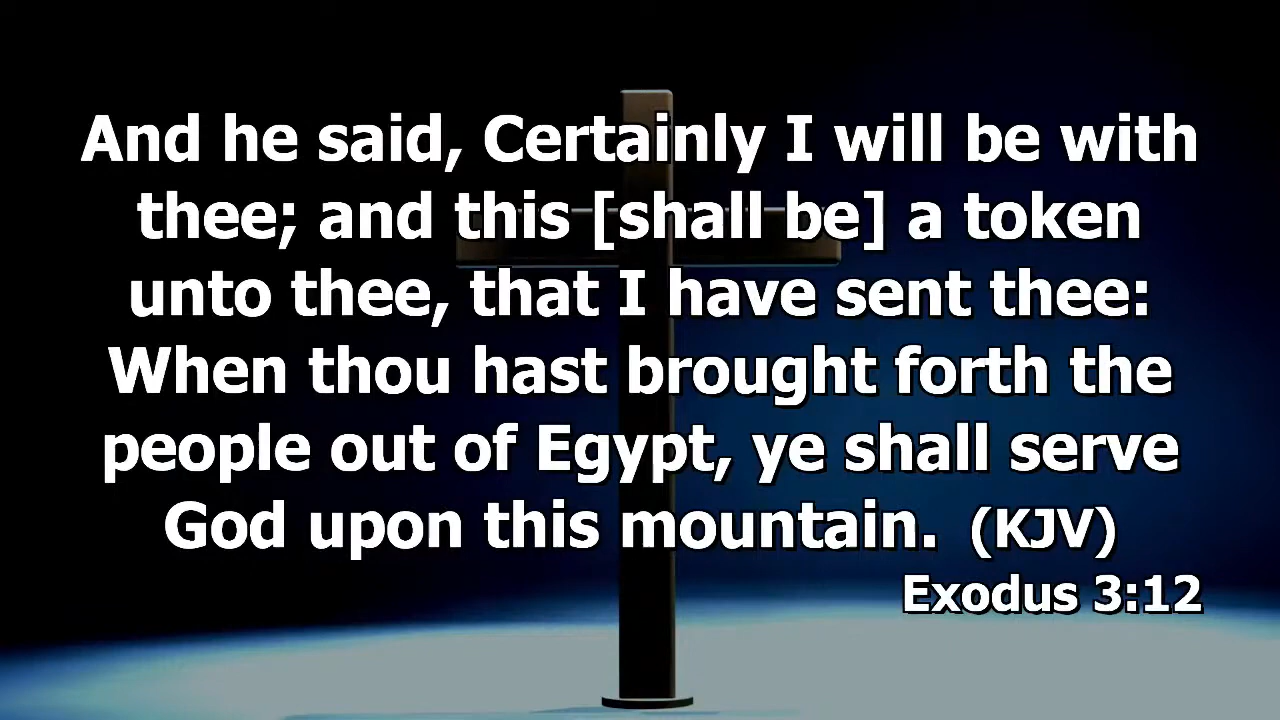 And he said, Certainly I will be with
thee; and this [shall be] a token
unto thee, that I have sent thee:
When thou hast brought forth the
people out of Egypt, ye shall serve
God upon this mountain. (KJV)
Exodus 3:12